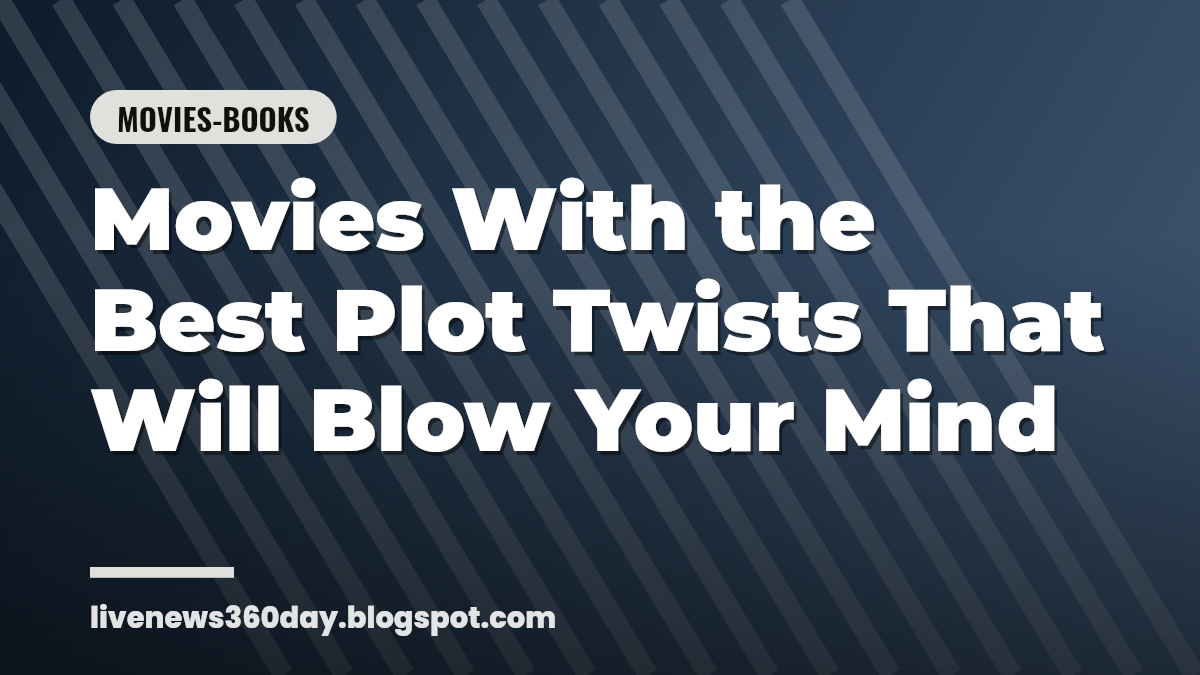 MOVIES-BOOKS
Movies With the
Best Plot Twists That
Will Blow Your Mind
livenews360day.blogspot.com